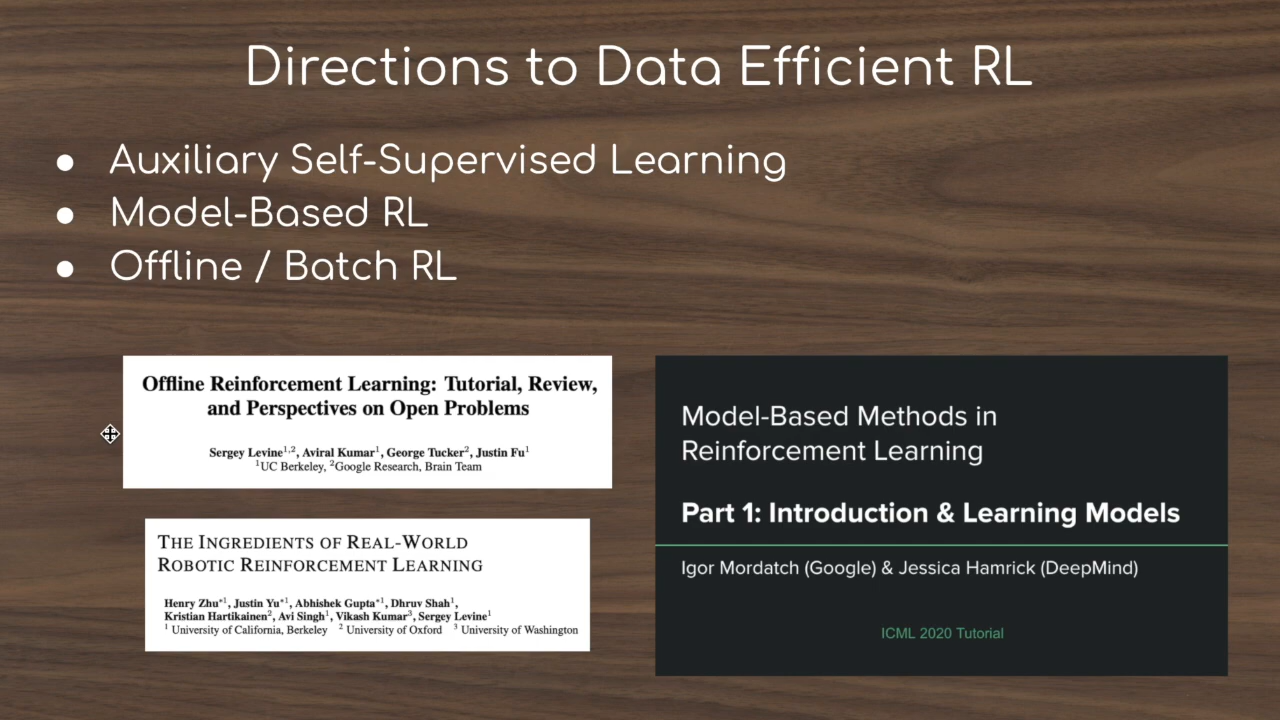 Directions to Data Efficient RL
● Auxiliary Self-Supervised Learning
● Model-Based RL
● Offline / Batch RL
Offline Reinforcement Learning: Tutorial, Review,
and Perspectives on Open Problems
Sergey Levine1,2, Aviral Kumar1, George Tucker2, Justin Fu1
1UC Berkeley, 2Google Research, Brain Team
THE INGREDIENTS OF REAL-WORLD
ROBOTIC REINFORCEMENT LEARNING
Henry Zhu*1, Justin Yu*1, Abhishek Gupta*1, Dhruv Shah1,
Kristian Hartikainen2, Avi Singh1, Vikash Kumar3, Sergey Levine1
1 University of California, Berkeley 2 University of Oxford 3 University of Washington
Model-Based Methods in
Reinforcement Learning
Part 1: Introduction & Learning Models
Igor Mordatch (Google) & Jessica Hamrick (DeepMind)
ICML 2020 Tutorial